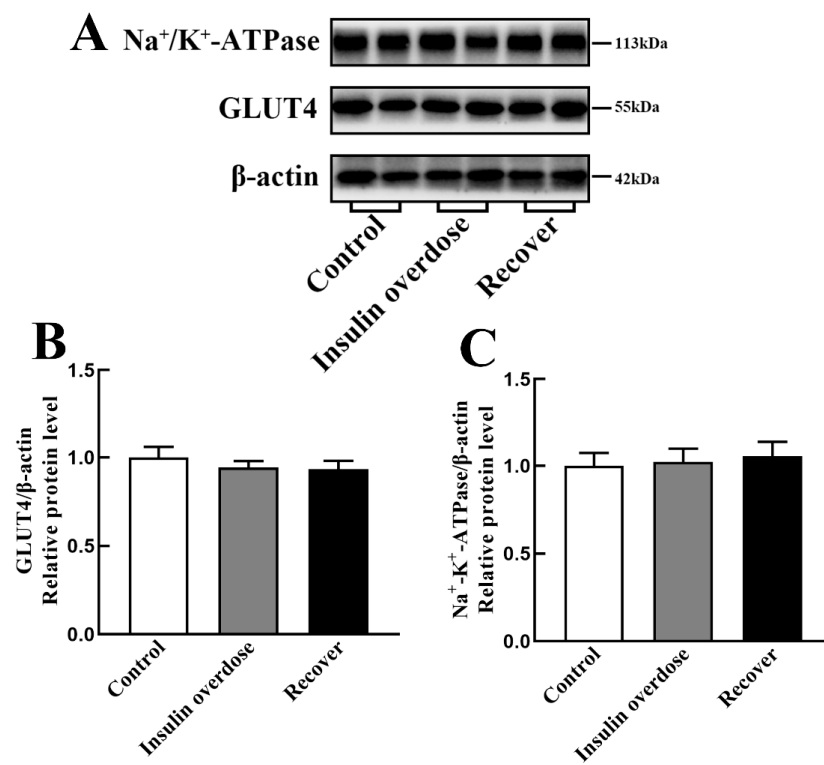 A
Na⁺/K⁺-ATPase
113kDa
GLUT4
55kDa
β-actin
42kDa
Control
Insulin overdose
Recover
B
GLUT4/β-actin
Relative protein level
1.5
1.0
0.5
0.0
Control
Insulin overdose
Recover
C
Na⁺-K⁺-ATPase/β-actin
Relative protein level
1.5
1.0
0.5
0.0
Control
Insulin overdose
Recover